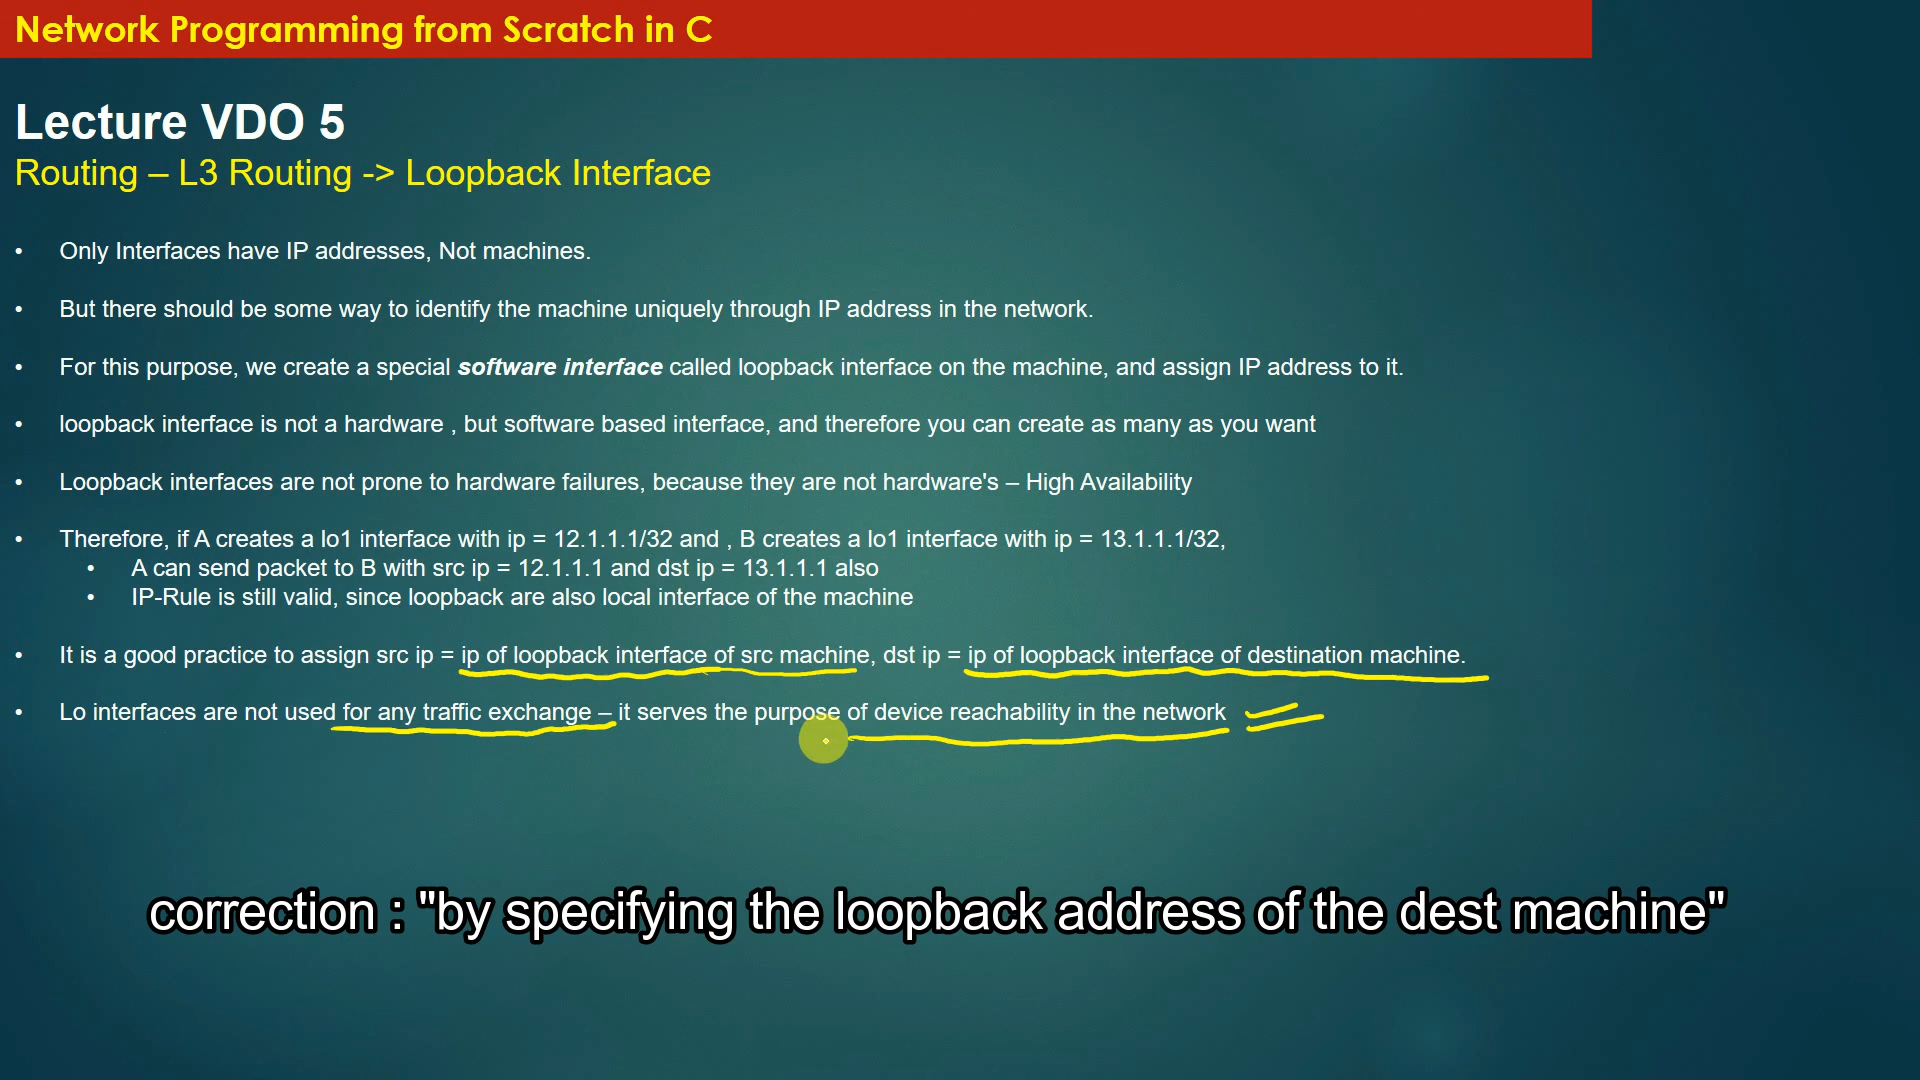 Network Programming from Scratch in C
Lecture VDO 5
Routing – L3 Routing -> Loopback Interface
• Only Interfaces have IP addresses, Not machines.
• But there should be some way to identify the machine uniquely through IP address in the network.
• For this purpose, we create a special software interface called loopback interface on the machine, and assign IP address to it.
• loopback interface is not a hardware , but software based interface, and therefore you can create as many as you want
• Loopback interfaces are not prone to hardware failures, because they are not hardware's – High Availability
• Therefore, if A creates a lo1 interface with ip = 12.1.1.1/32 and , B creates a lo1 interface with ip = 13.1.1.1/32,
• A can send packet to B with src ip = 12.1.1.1 and dst ip = 13.1.1.1 also
• IP-Rule is still valid, since loopback are also local interface of the machine
• It is a good practice to assign src ip = ip of loopback interface of src machine, dst ip = ip of loopback interface of destination machine.
• Lo interfaces are not used for any traffic exchange – it serves the purpose of device reachability in the network
correction : "by specifying the loopback address of the dest machine"